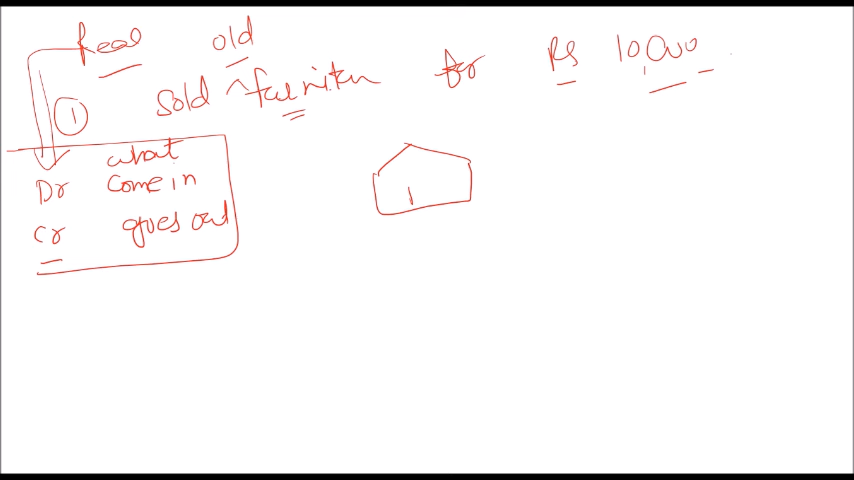 Real old
① sold ^ furniture for Rs 10,000
what
Dr come in
Cr goes out